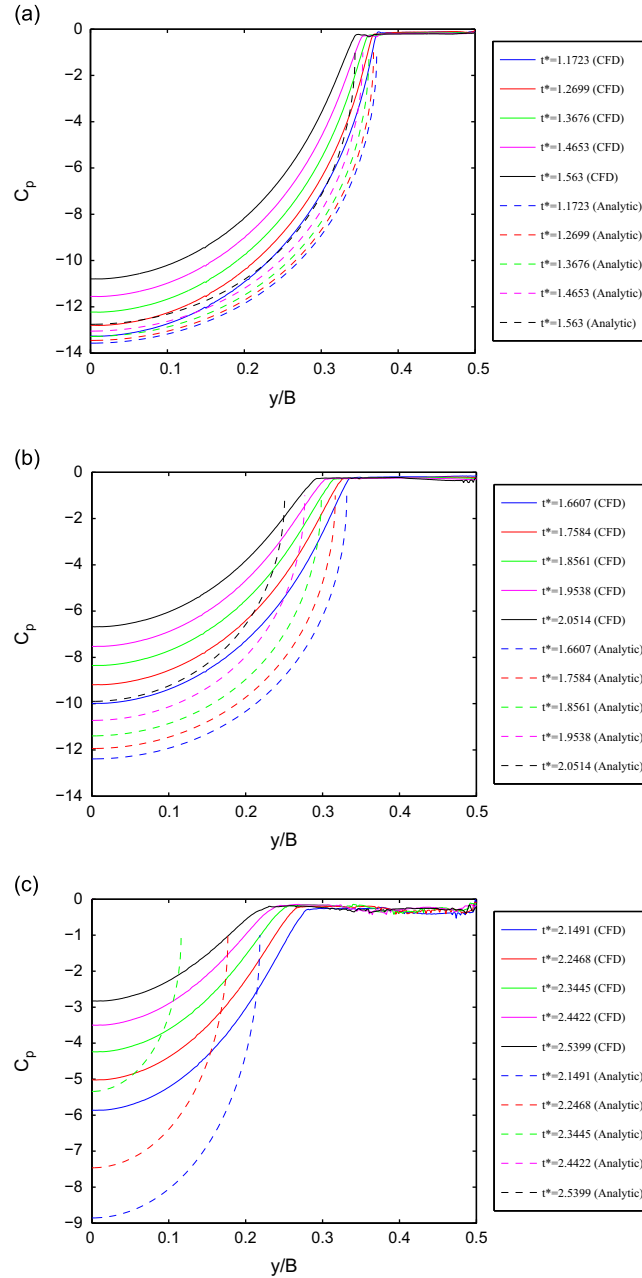 (a)
0
−2
−4
−6
−8
−10
−12
−14
Cp
0
0.1
0.2
0.3
0.4
0.5
y/B
t*=1.1723 (CFD)
t*=1.2699 (CFD)
t*=1.3676 (CFD)
t*=1.4653 (CFD)
t*=1.563 (CFD)
t*=1.1723 (Analytic)
t*=1.2699 (Analytic)
t*=1.3676 (Analytic)
t*=1.4653 (Analytic)
t*=1.563 (Analytic)
(b)
0
−2
−4
−6
−8
−10
−12
−14
Cp
0
0.1
0.2
0.3
0.4
0.5
y/B
t*=1.6607 (CFD)
t*=1.7584 (CFD)
t*=1.8561 (CFD)
t*=1.9538 (CFD)
t*=2.0514 (CFD)
t*=1.6607 (Analytic)
t*=1.7584 (Analytic)
t*=1.8561 (Analytic)
t*=1.9538 (Analytic)
t*=2.0514 (Analytic)
(c)
0
−1
−2
−3
−4
−5
−6
−7
−8
−9
Cp
0
0.1
0.2
0.3
0.4
0.5
y/B
t*=2.1491 (CFD)
t*=2.2468 (CFD)
t*=2.3445 (CFD)
t*=2.4422 (CFD)
t*=2.5399 (CFD)
t*=2.1491 (Analytic)
t*=2.2468 (Analytic)
t*=2.3445 (Analytic)
t*=2.4422 (Analytic)
t*=2.5399 (Analytic)